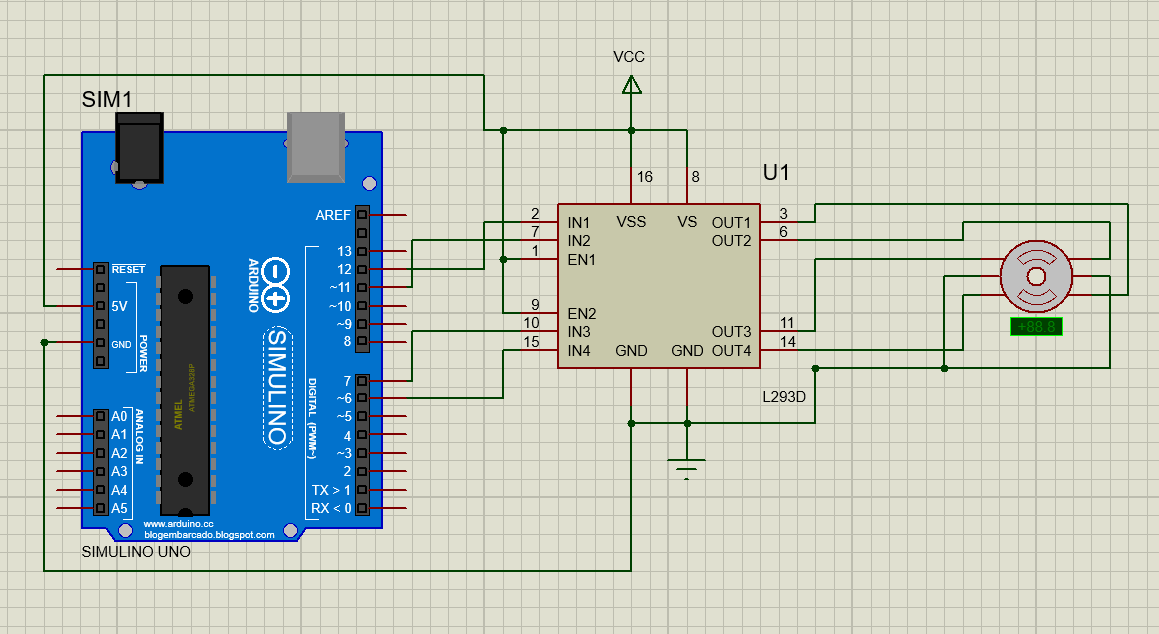 VCC
SIM1
AREF
13
12
~11
~10
~9
8
RESET
5V
GND
POWER
ARDUINO
SIMULINO
ATMEL
ATMEGA328P
DIGITAL (PWM~)
7
~6
~5
4
~3
2
TX > 1
RX < 0
A0
A1
A2
A3
A4
A5
ANALOG IN
www.arduino.cc
blogembarcado.blogspot.com
SIMULINO UNO
U1
16
8
2
7
1
9
10
15
IN1
IN2
EN1
EN2
IN3
IN4
VSS
VS
OUT1
OUT2
OUT3
OUT4
GND
GND
3
6
11
14
L293D
+88.8